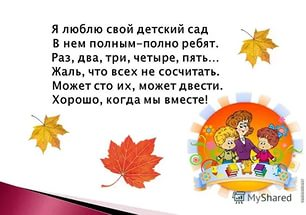 Я люблю свой детский сад
В нем полным-полно ребят.
Раз, два, три, четыре, пять...
Жаль, что всех не сосчитать.
Может сто их, может двести.
Хорошо, когда мы вместе!
MyShared